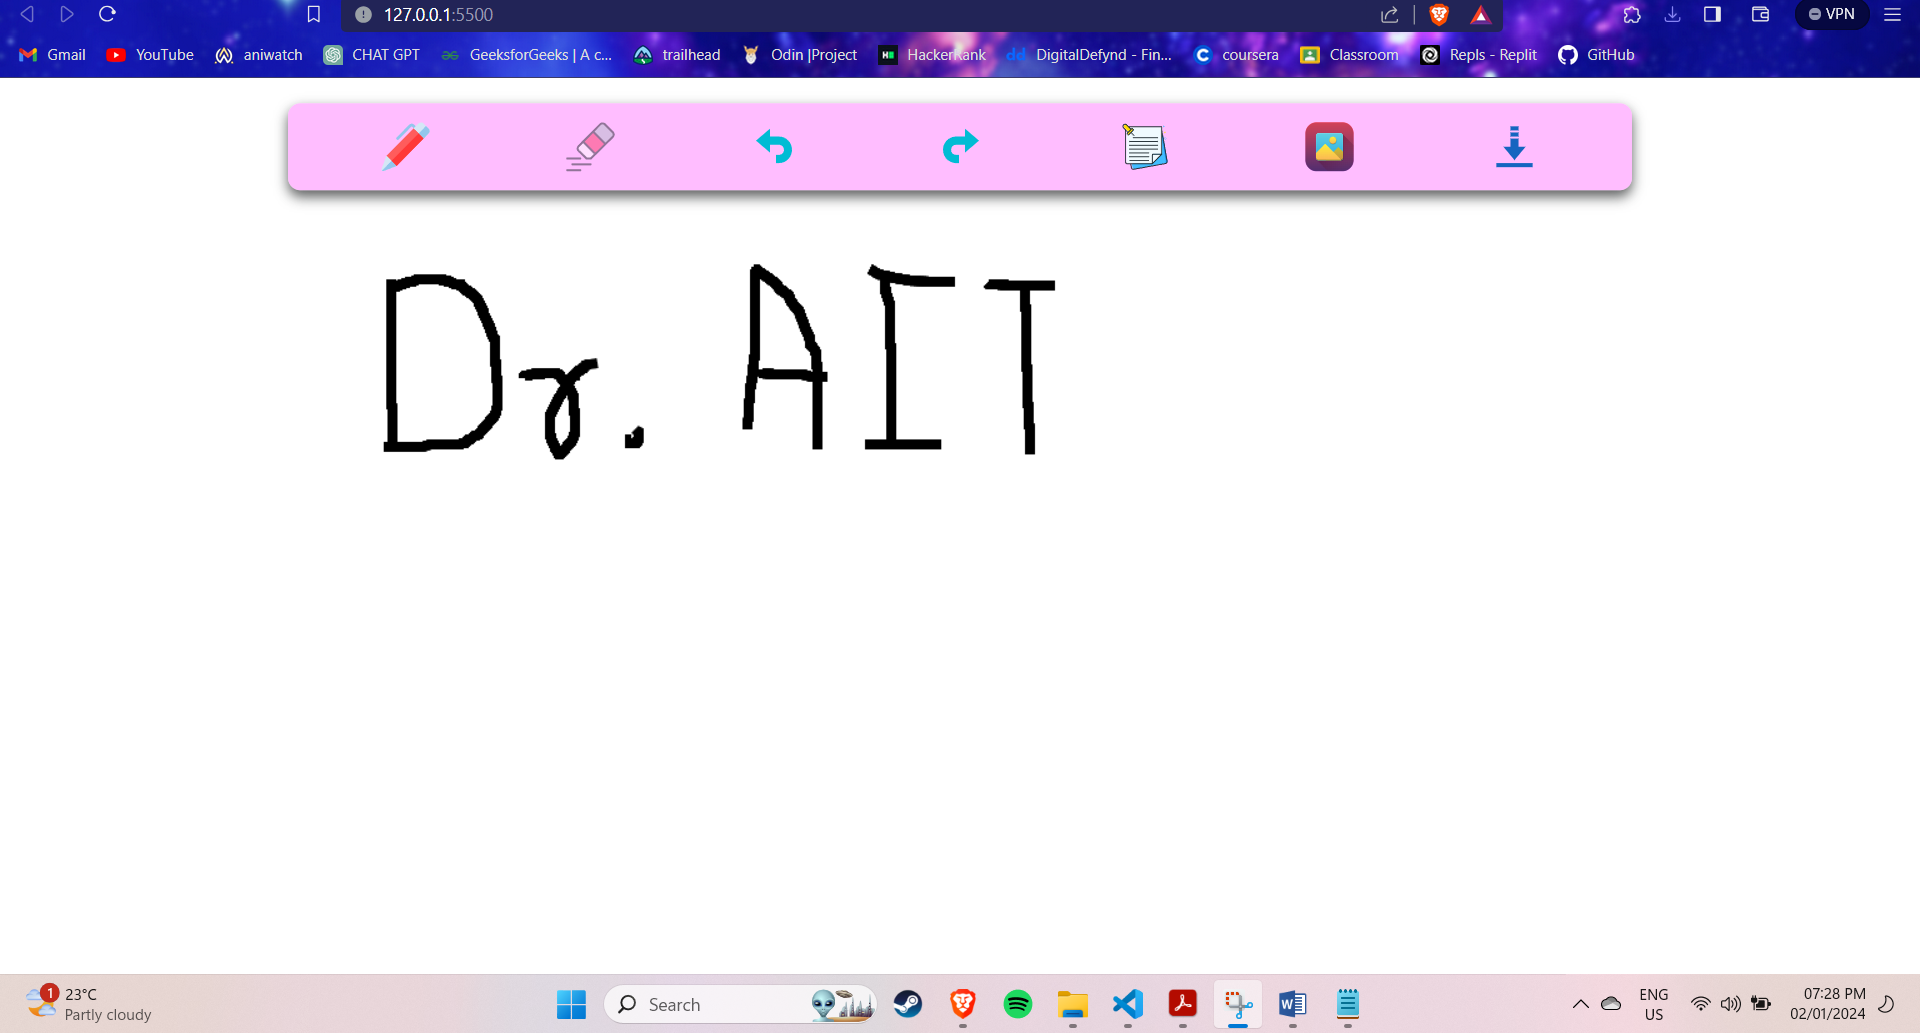 127.0.0.1:5500
VPN
Gmail YouTube aniwatch CHAT GPT GeeksforGeeks | A c... trailhead Odin |Project HackerRank DigitalDefynd - Fin... coursera Classroom Repls - Replit GitHub
Dr. AIT
1 23°C
Partly cloudy
Search
ENG
US
07:28 PM
02/01/2024